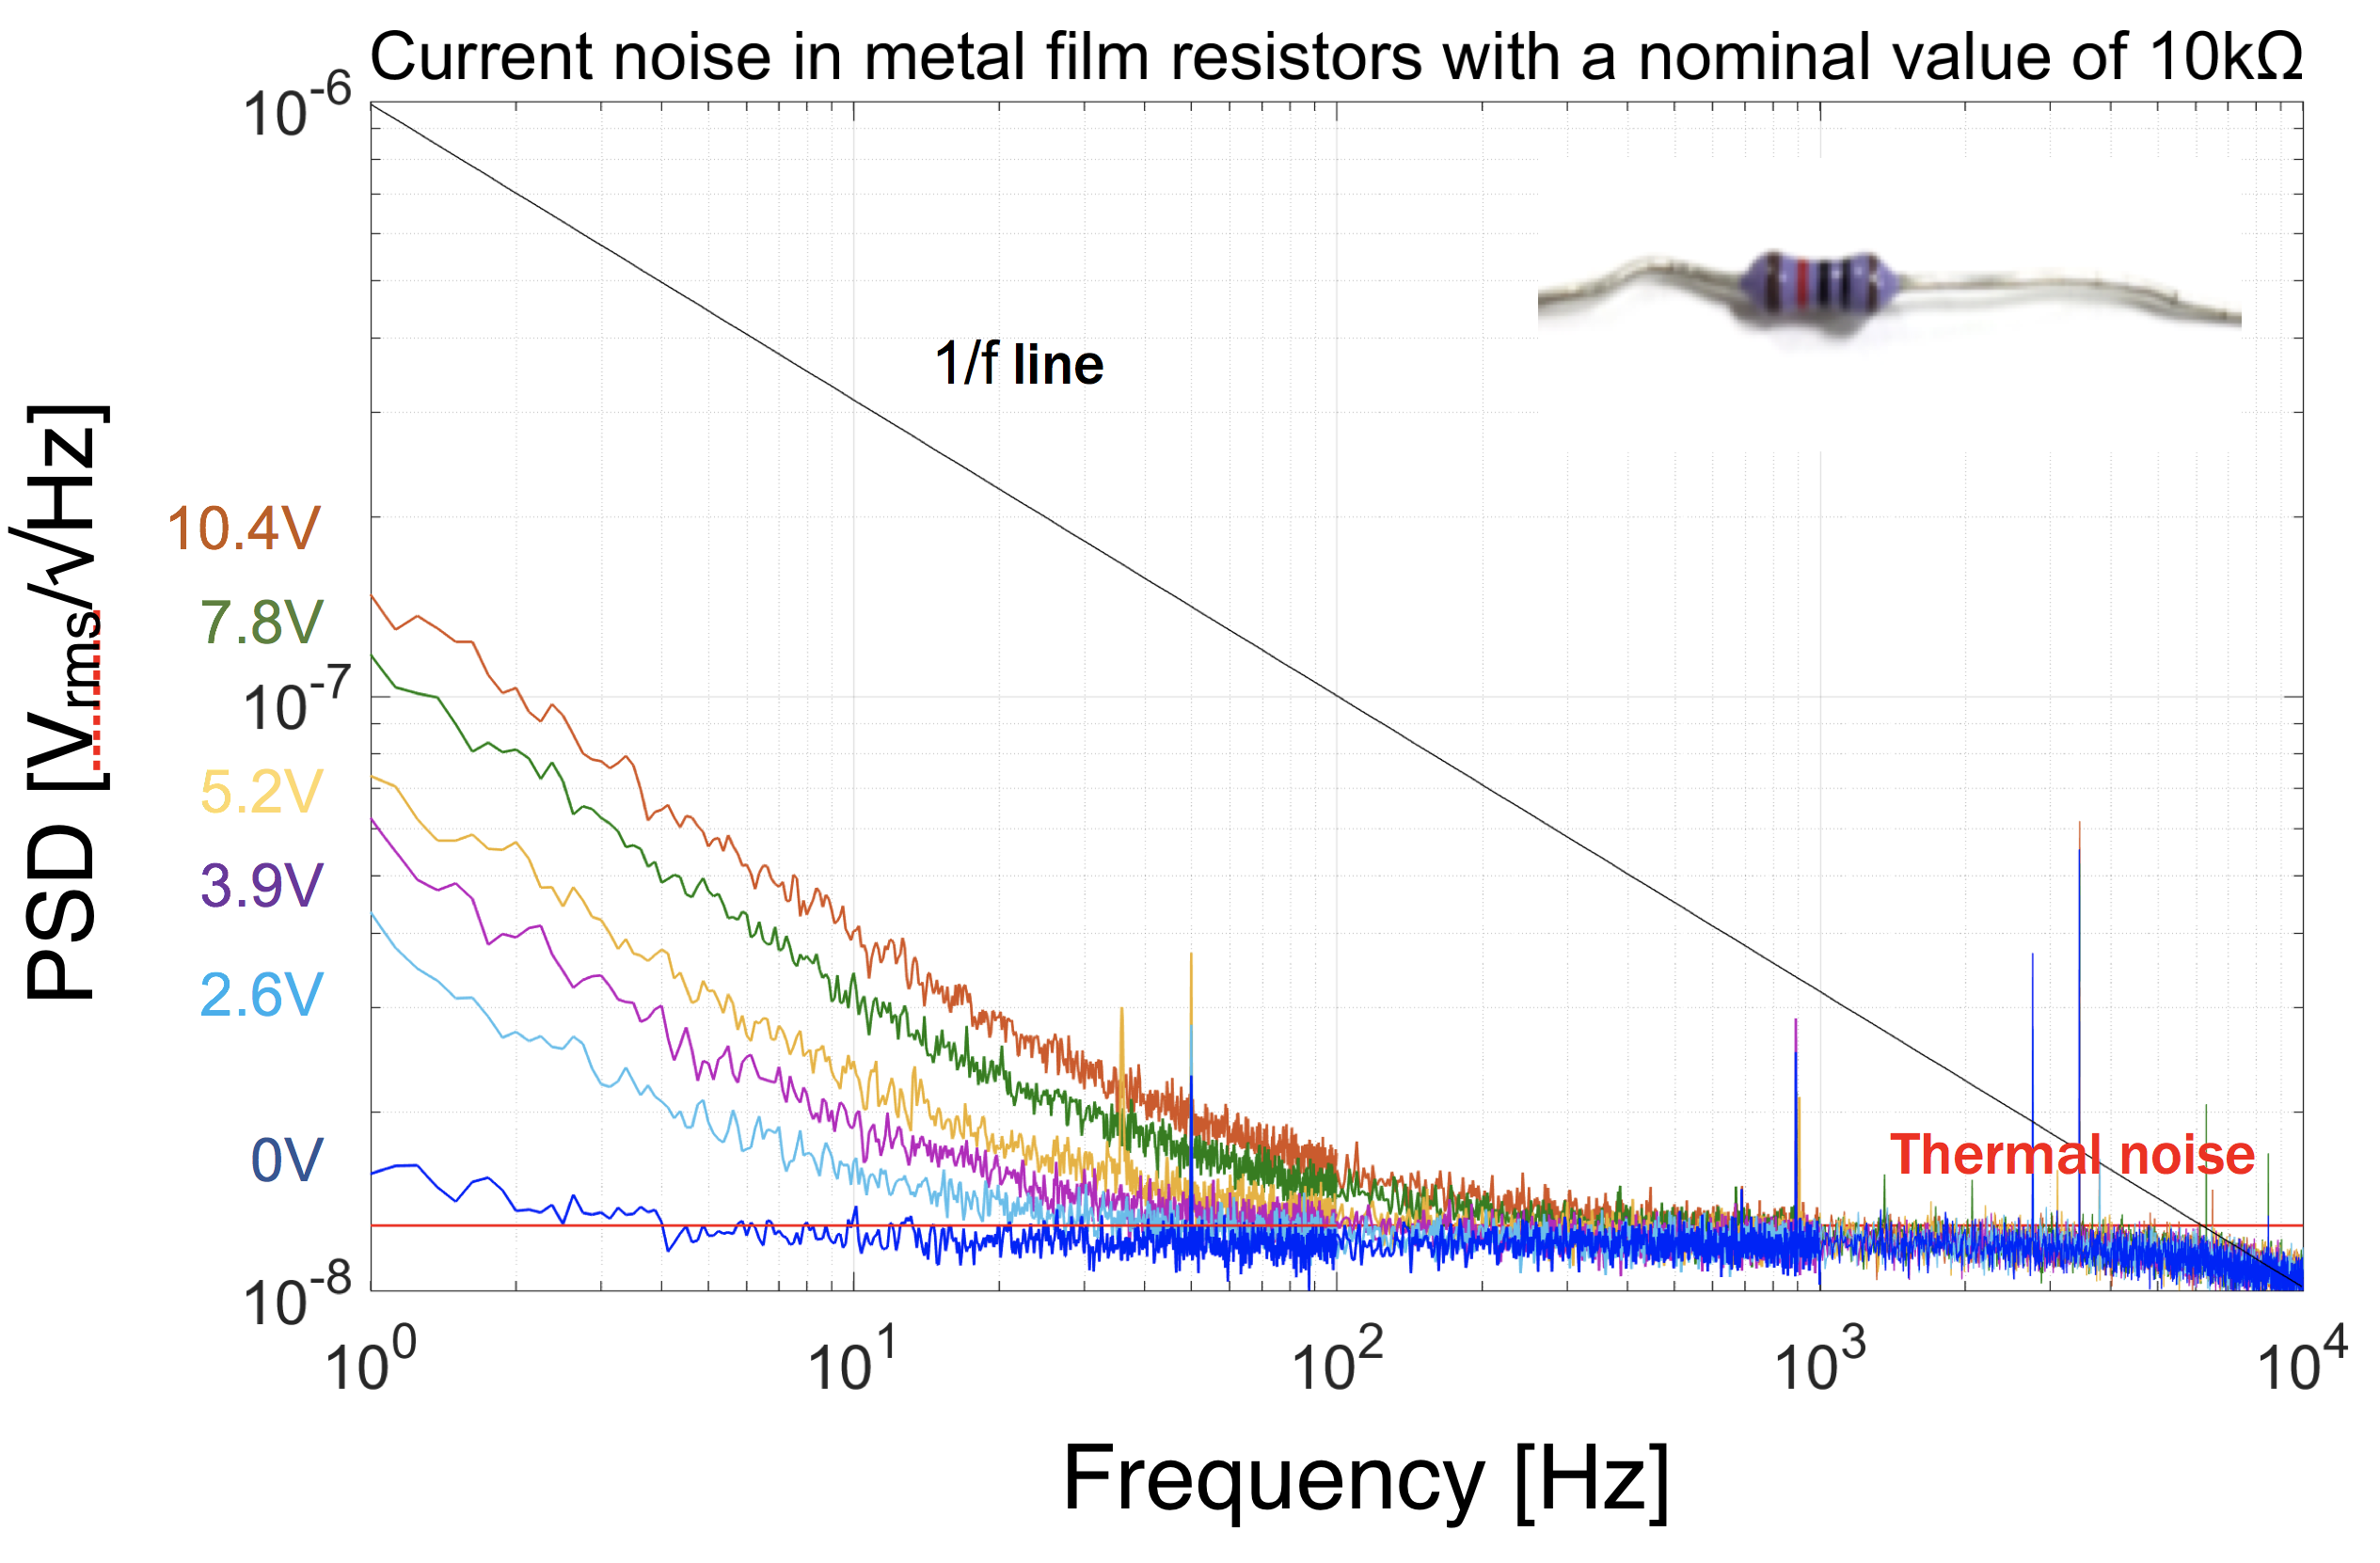 Current noise in metal film resistors with a nominal value of 10kΩ
10⁻⁶
1/f line
10.4V
7.8V
10⁻⁷
5.2V
3.9V
2.6V
0V
Thermal noise
10⁻⁸
PSD [Vrms/√Hz]
10⁰ 10¹ 10² 10³ 10⁴
Frequency [Hz]